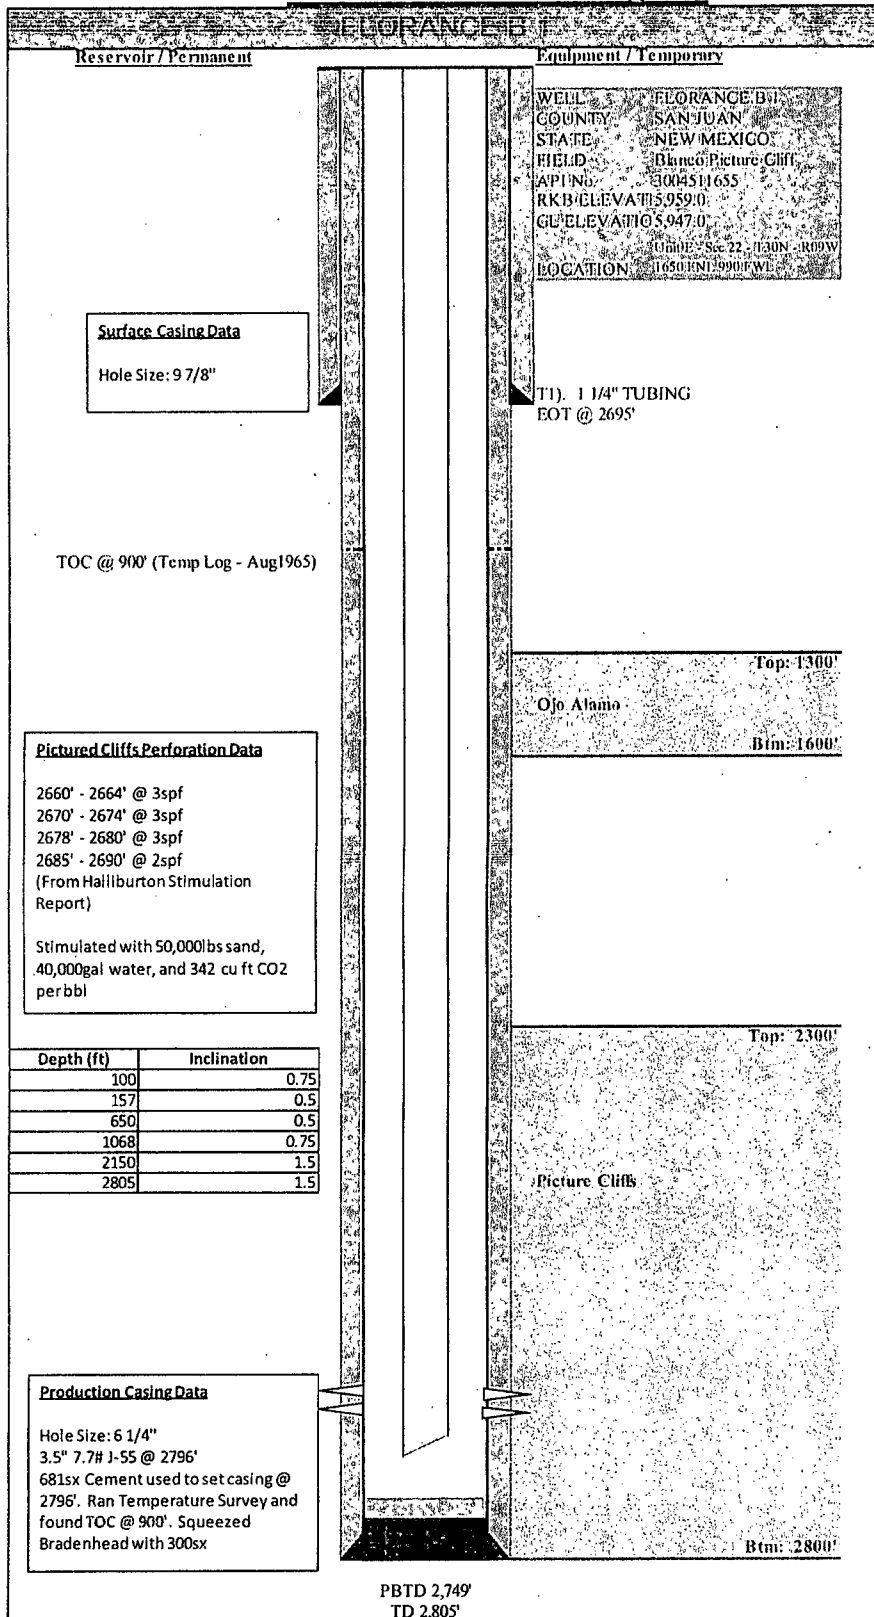 FLORANCE B 1
Reservoir / Permanent
Equipment / Temporary
WELL FLORANCE B 1
COUNTY SAN JUAN
STATE NEW MEXICO
FIELD Blanco Picture Cliff
API No. 3004511655
RKB ELEVATI 5,959.0
GL ELEVATIO 5,947.0
UnitE - Sec 22 - T30N - R09W
LOCATION 1650 FNL 990 FWL
Surface Casing Data
Hole Size: 9 7/8"
T1). 1 1/4" TUBING
EOT @ 2695'
TOC @ 900' (Temp Log - Aug1965)
Top: 1300'
Ojo Alamo
Btm: 1600'
Pictured Cliffs Perforation Data
2660' - 2664' @ 3spf
2670' - 2674' @ 3spf
2678' - 2680' @ 3spf
2685' - 2690' @ 2spf
(From Halliburton Stimulation
Report)
Stimulated with 50,000lbs sand,
40,000gal water, and 342 cu ft CO2
per bbl
Top: 2300'
Depth (ft) Inclination
100 0.75
157 0.5
650 0.5
1068 0.75
2150 1.5
2805 1.5
Picture Cliffs
Production Casing Data
Hole Size: 6 1/4"
3.5" 7.7# J-55 @ 2796'
681sx Cement used to set casing @
2796'. Ran Temperature Survey and
found TOC @ 900'. Squeezed
Bradenhead with 300sx
Btm: 2800'
PBTD 2,749'
TD 2,805'